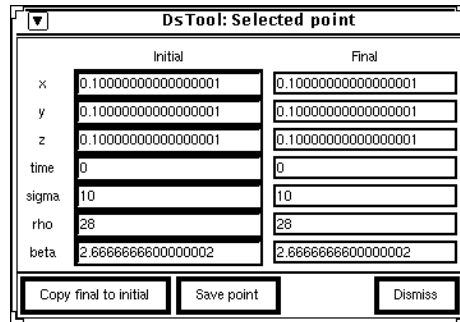 DsTool: Selected point
Initial Final
x 0.10000000000000001 0.10000000000000001
y 0.10000000000000001 0.10000000000000001
z 0.10000000000000001 0.10000000000000001
time 0 0
sigma 10 10
rho 28 28
beta 2.6666666600000002 2.6666666600000002
Copy final to initial Save point Dismiss